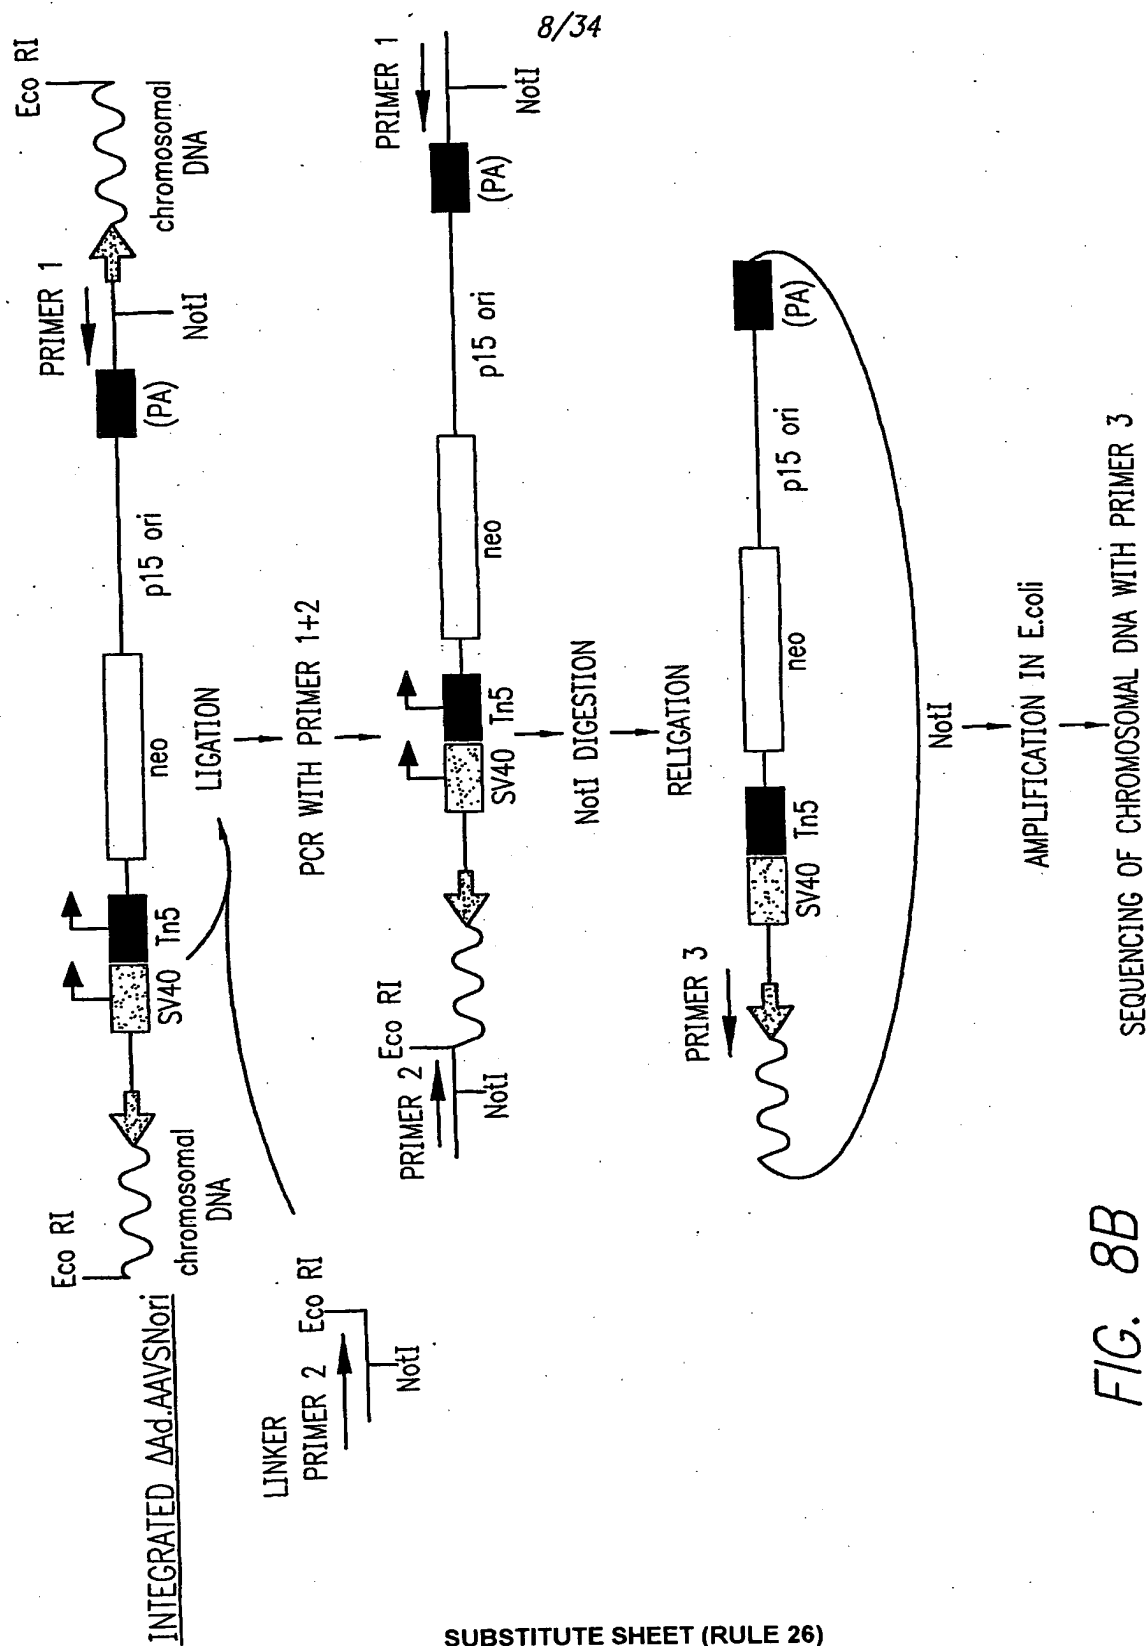 8/34
INTEGRATED ΔAd.AAVSNori
Eco RI
chromosomal
DNA
SV40
Tn5
neo
p15 ori
(PA)
PRIMER 1
NotI
chromosomal
DNA
Eco RI
LINKER
PRIMER 2
Eco RI
NotI
LIGATION
PCR WITH PRIMER 1+2
PRIMER 2
Eco RI
NotI
SV40
Tn5
neo
p15 ori
(PA)
PRIMER 1
NotI
NotI DIGESTION
RELIGATION
PRIMER 3
SV40
Tn5
neo
p15 ori
(PA)
NotI
AMPLIFICATION IN E.coli
SEQUENCING OF CHROMOSOMAL DNA WITH PRIMER 3
FIG. 8B
SUBSTITUTE SHEET (RULE 26)